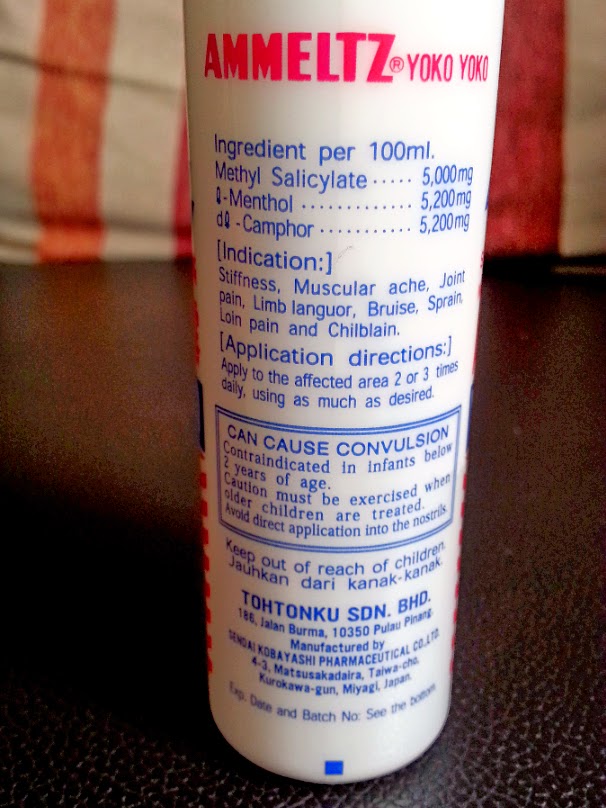 AMMELTZ® YOKO YOKO
Ingredient per 100ml.
Methyl Salicylate ..... 5,000mg
ℓ-Menthol ............ 5,200mg
dℓ-Camphor ............ 5,200mg
[Indication:]
Stiffness, Muscular ache, Joint
pain, Limb languor, Bruise, Sprain,
Loin pain and Chilblain.
[Application directions:]
Apply to the affected area 2 or 3 times
daily, using as much as desired.
CAN CAUSE CONVULSION
Contraindicated in infants below
2 years of age.
Caution must be exercised when
older children are treated.
Avoid direct application into the nostrils.
Keep out of reach of children.
Jauhkan dari kanak-kanak.
TOHTONKU SDN. BHD.
186, Jalan Burma, 10350 Pulau Pinang.
Manufactured by
SENDAI KOBAYASHI PHARMACEUTICAL CO.,LTD.
4-3, Matsusakadaira, Taiwa-cho,
Kurokawa-gun, Miyagi, Japan.
Exp. Date and Batch No: See the bottom.